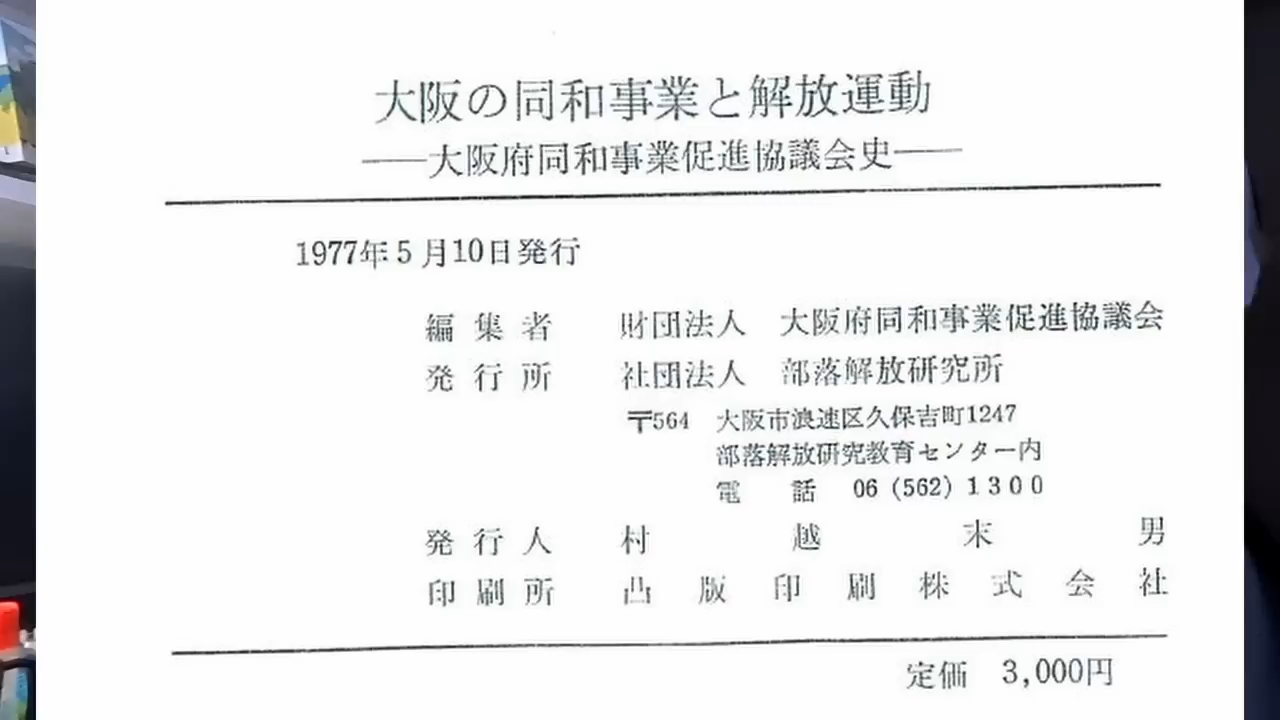 大阪の同和事業と解放運動
――大阪府同和事業促進協議会史――
1977年5月10日発行
編集者 財団法人 大阪府同和事業促進協議会
発行所 社団法人 部落解放研究所
〒564 大阪市浪速区久保吉町1247
部落解放研究教育センター内
電話 06 (562) 1300
発行人 村越末男
印刷所 凸版印刷株式会社
定価 3,000円